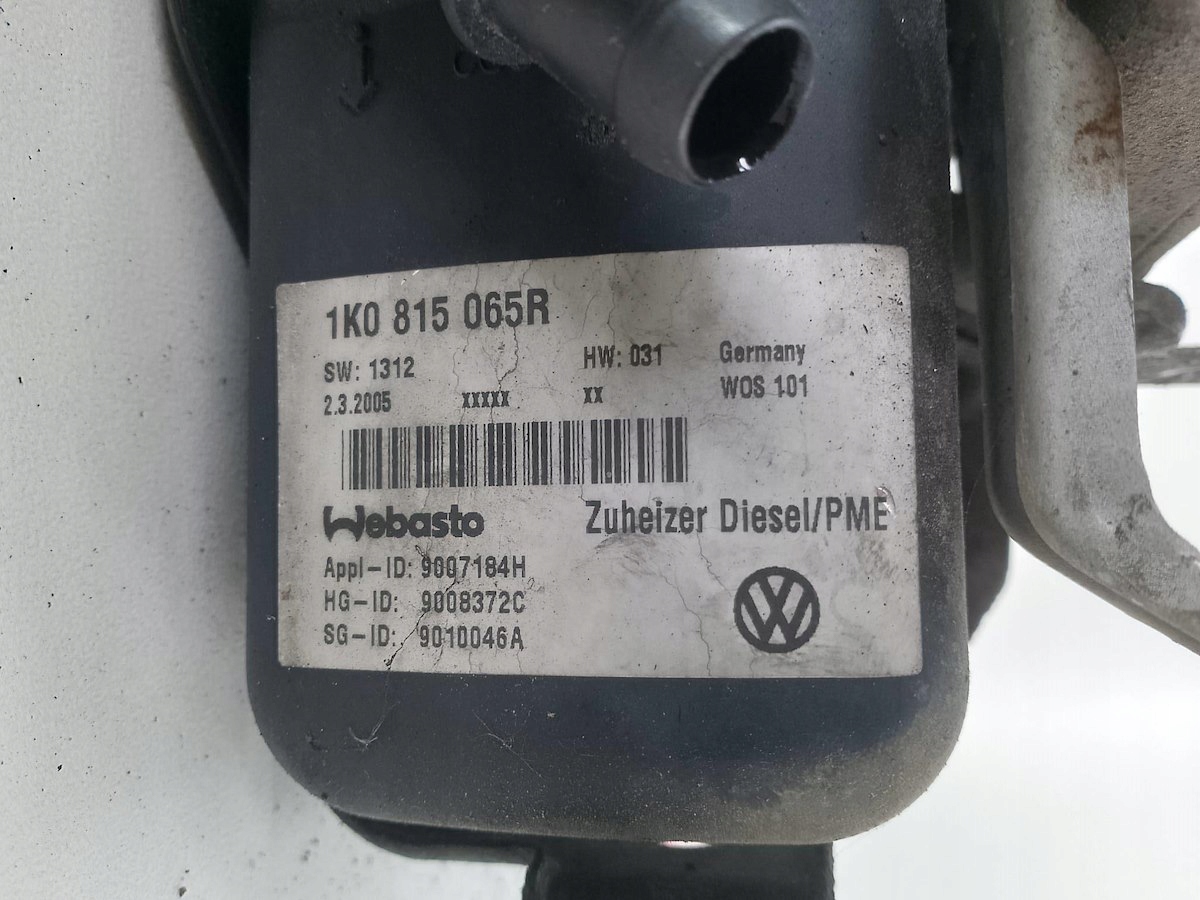 1K0 815 065R
SW: 1312 HW: 031 Germany
2.3.2005 xxxxx xx WOS 101
Webasto Zuheizer Diesel/PME
Appl-ID: 9007184H
HG-ID: 9008372C
SG-ID: 9010046A